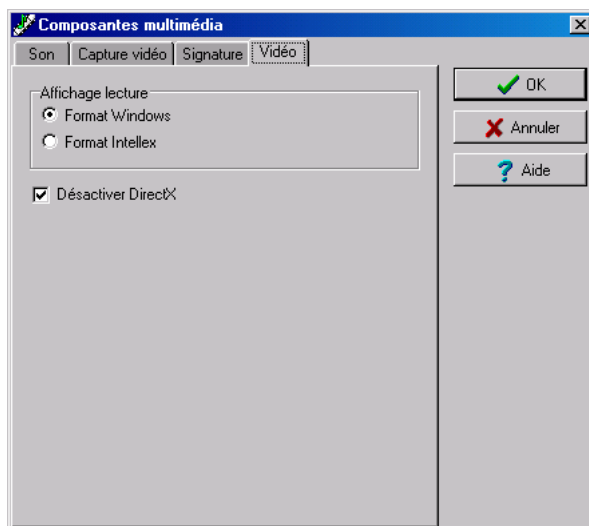 Composantes multimédia
Son Capture vidéo Signature Vidéo
Affichage lecture
Format Windows
Format Intellex
Désactiver DirectX
OK
Annuler
Aide